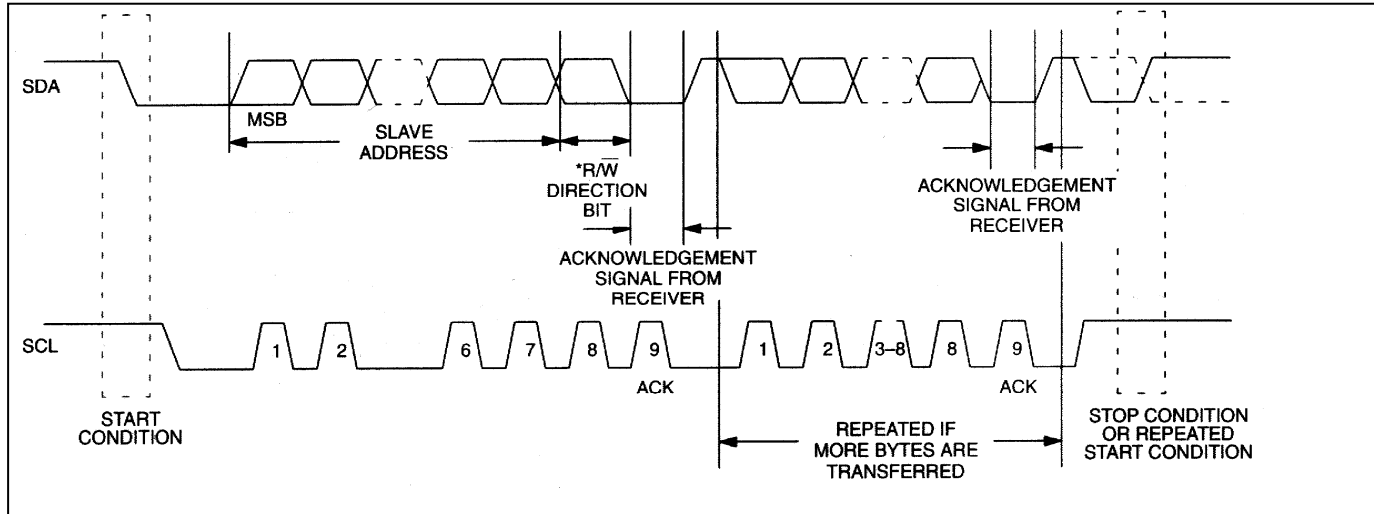 SDA
MSB
SLAVE
ADDRESS
*R/W̅
DIRECTION
BIT
ACKNOWLEDGEMENT
SIGNAL FROM
RECEIVER
ACKNOWLEDGEMENT
SIGNAL FROM
RECEIVER
SCL
1 2 6 7 8 9 1 2 3–8 8 9
ACK ACK
START
CONDITION
REPEATED IF
MORE BYTES ARE
TRANSFERRED
STOP CONDITION
OR REPEATED
START CONDITION